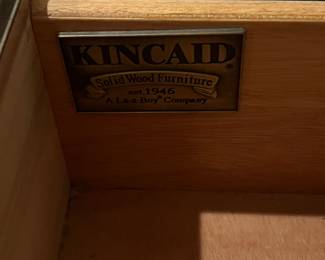 KINCAID®
Solid Wood Furniture
est. 1946
A La-z-Boy® Company